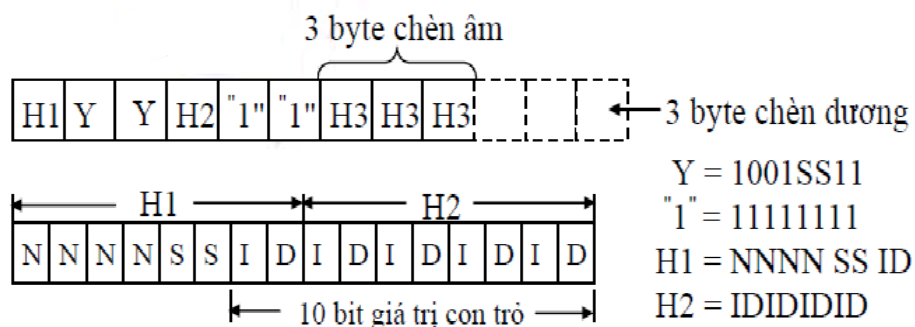 3 byte chèn âm
H1 Y Y H2 "1" "1" H3 H3 H3
3 byte chèn dương
Y = 1001SS11
"1" = 11111111
H1 = NNNN SS ID
H2 = IDIDIDID
H1 H2
N N N N S S I D I D I D I D I D
10 bit giá trị con trỏ